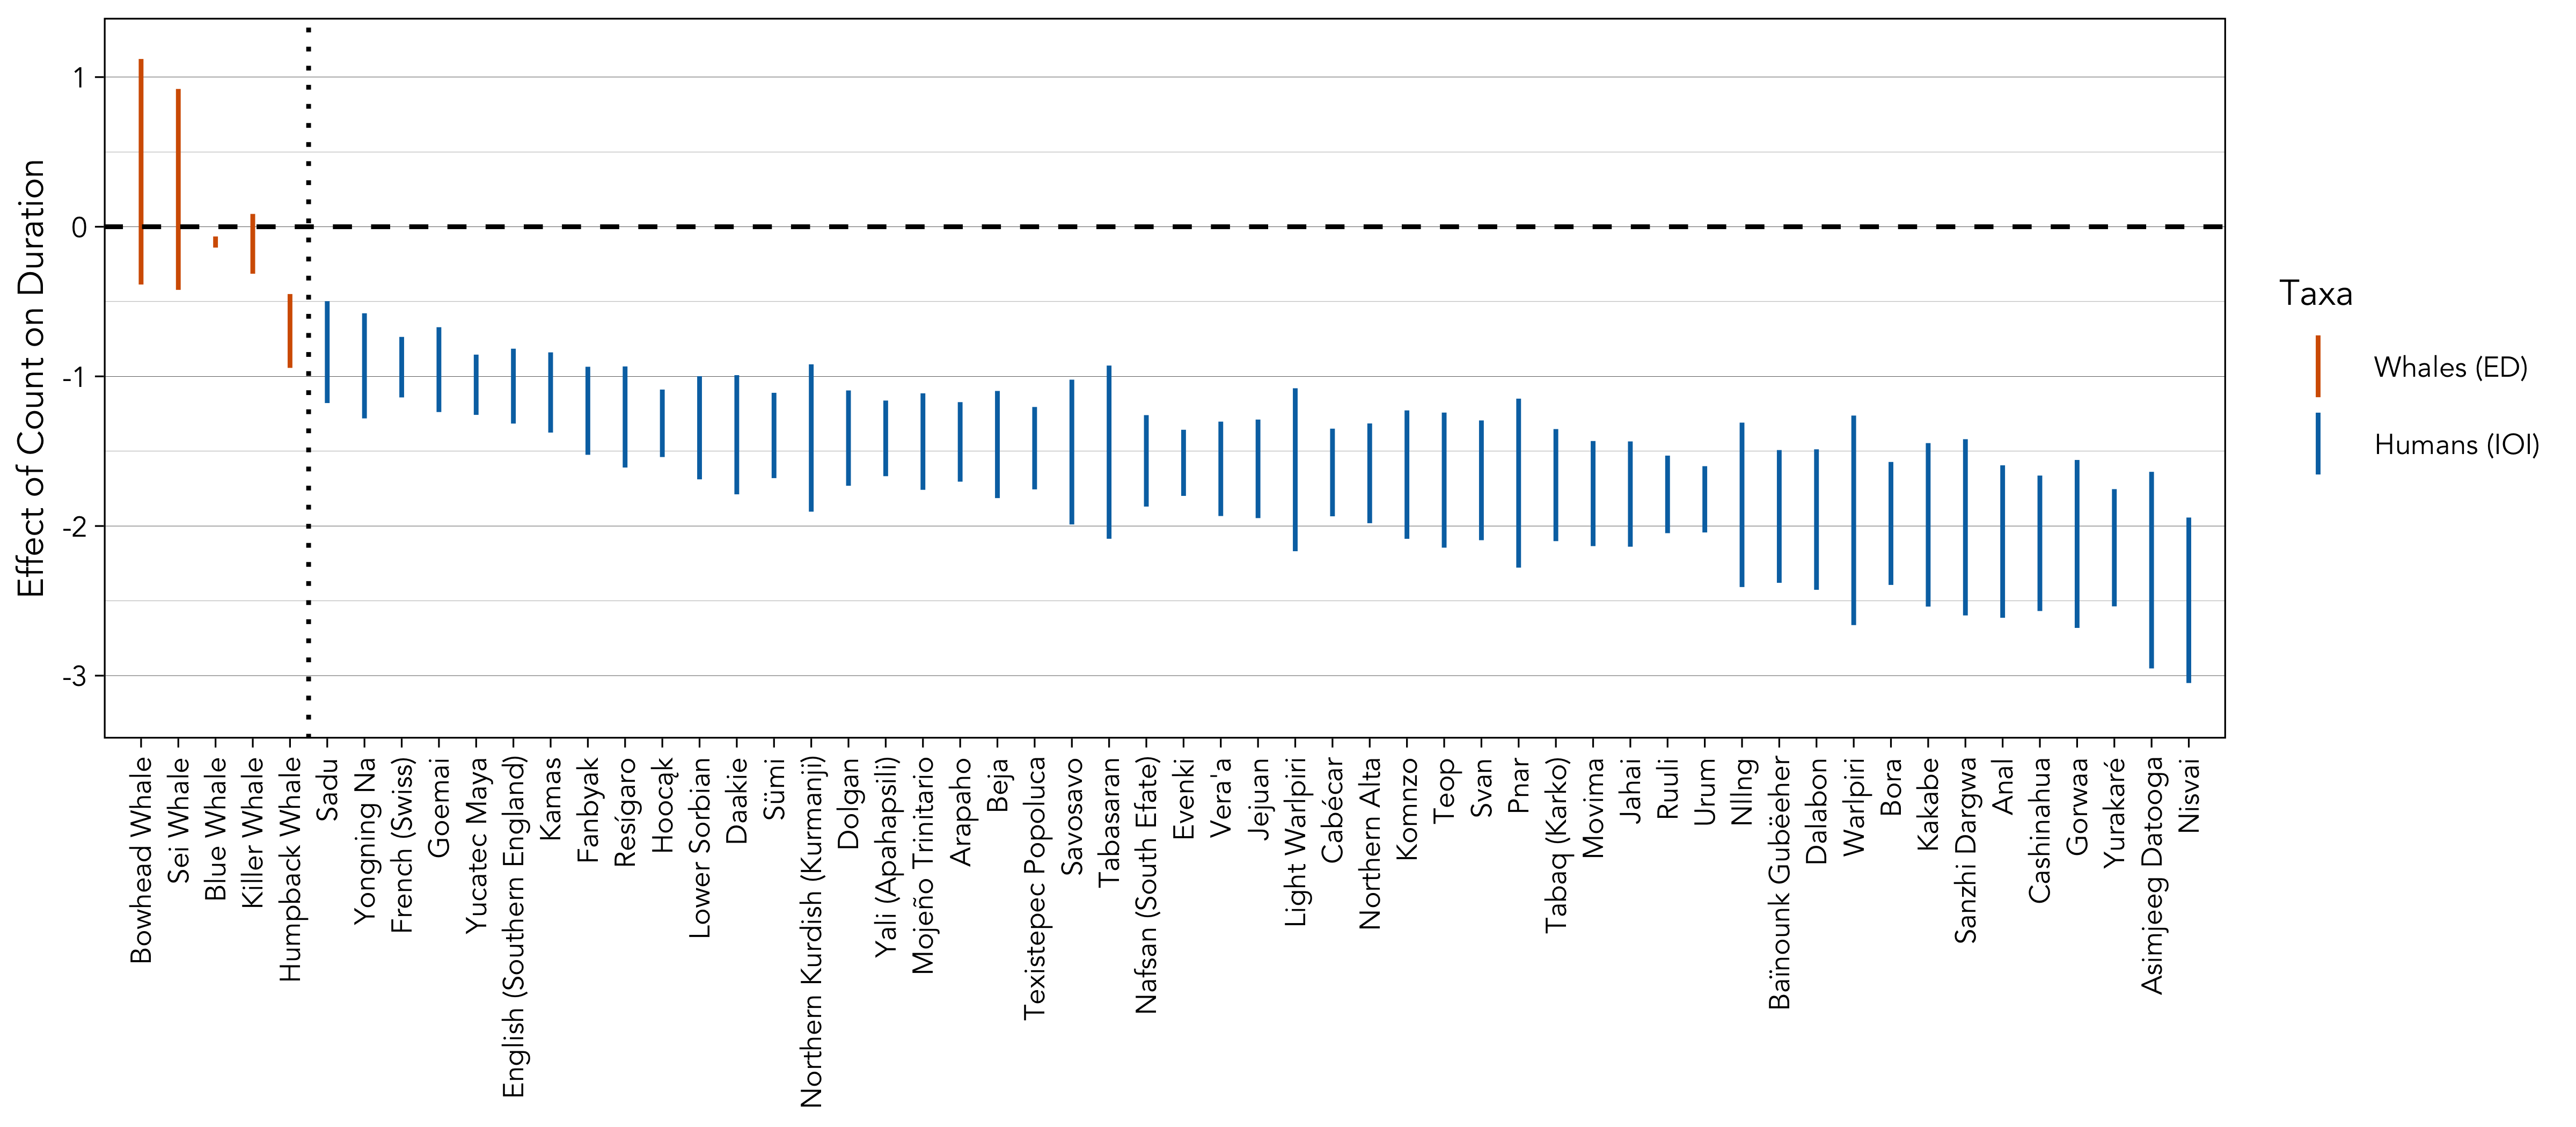 Effect of Count on Duration
1
0
-1
-2
-3
Bowhead Whale
Sei Whale
Blue Whale
Killer Whale
Humpback Whale
Sadu
Yongning Na
French (Swiss)
Goemai
Yucatec Maya
English (Southern England)
Kamas
Fanbyak
Resígaro
Hoocąk
Lower Sorbian
Daakie
Sümi
Northern Kurdish (Kurmanji)
Dolgan
Yali (Apahapsili)
Mojeño Trinitario
Arapaho
Beja
Texistepec Popoluca
Savosavo
Tabasaran
Nafsan (South Efate)
Evenki
Vera'a
Jejuan
Light Warlpiri
Cabécar
Northern Alta
Komnzo
Teop
Svan
Pnar
Tabaq (Karko)
Movima
Jahai
Ruuli
Urum
Nllng
Baïnounk Gubëeher
Dalabon
Warlpiri
Bora
Kakabe
Sanzhi Dargwa
Anal
Cashinahua
Gorwaa
Yurakaré
Asimjeeg Datooga
Nisvai
Taxa
Whales (ED)
Humans (IOI)